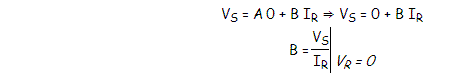 V_S = A 0 + B I_R ⇒ V_S = 0 + B I_R
B = V_S / I_R | V_R = 0